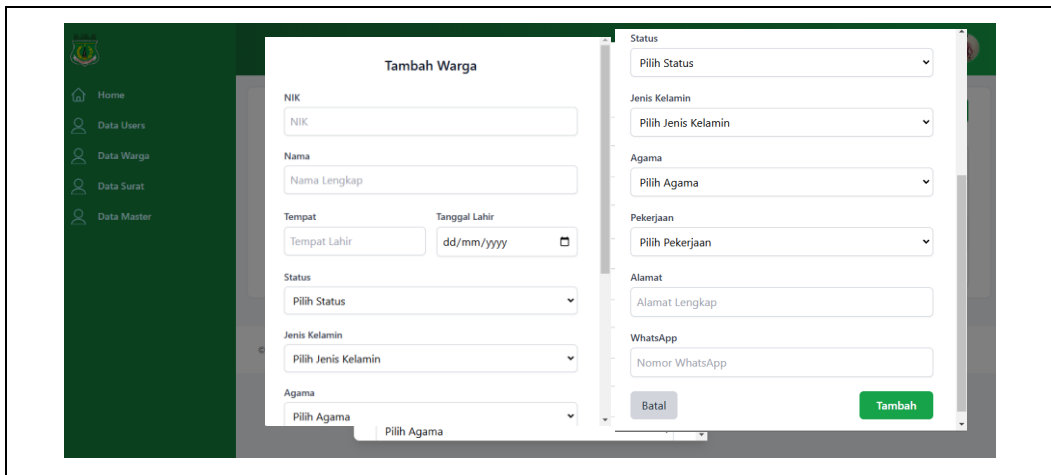 Home
Data Users
Data Warga
Data Surat
Data Master
Tambah Warga
NIK
NIK
Nama
Nama Lengkap
Tempat
Tanggal Lahir
Tempat Lahir
dd/mm/yyyy
Status
Pilih Status
Jenis Kelamin
Pilih Jenis Kelamin
Agama
Pilih Agama
Pilih Agama
Status
Pilih Status
Jenis Kelamin
Pilih Jenis Kelamin
Agama
Pilih Agama
Pekerjaan
Pilih Pekerjaan
Alamat
Alamat Lengkap
WhatsApp
Nomor WhatsApp
Batal
Tambah
©